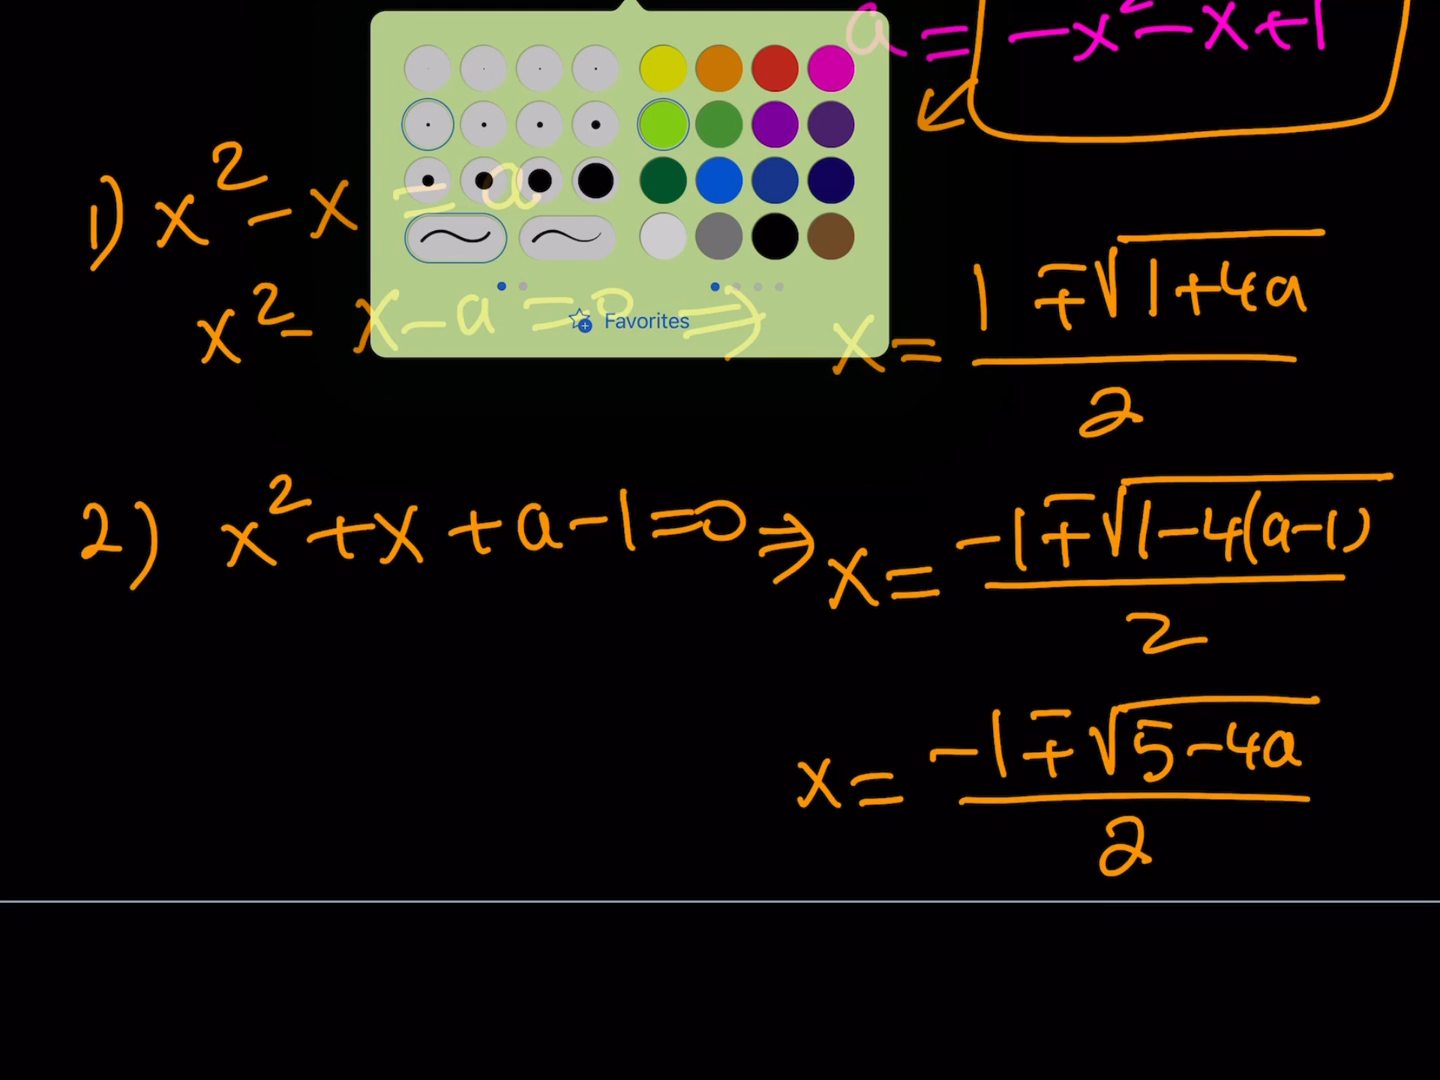 a = -x² - x + 1
1) x² - x = a
x² - x - a = 0 ⇒ x = (1 ∓ √(1+4a)) / 2
2) x² + x + a - 1 = 0 ⇒ x = (-1 ∓ √(1-4(a-1))) / 2
x = (-1 ∓ √(5-4a)) / 2
Favorites